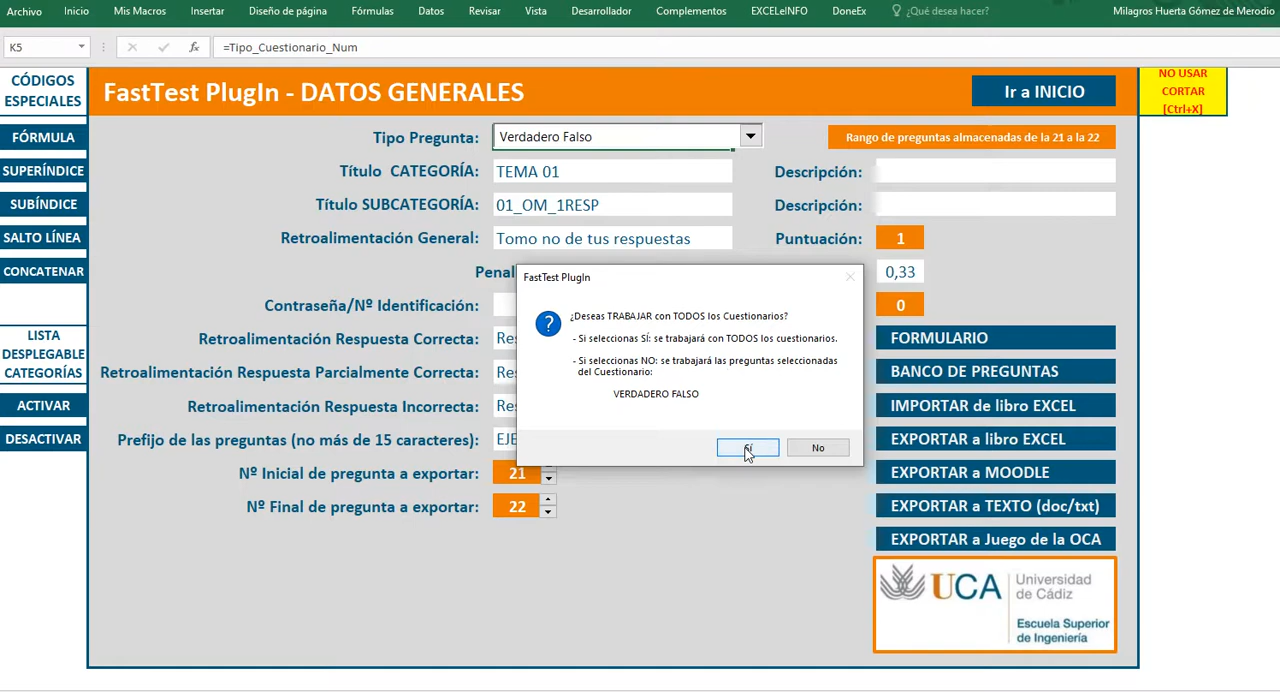 Archivo Inicio Mis Macros Insertar Diseño de página Fórmulas Datos Revisar Vista Desarrollador Complementos EXCELeINFO DoneEx ¿Qué desea hacer? Milagros Huerta Gómez de Merodio
K5 fx =Tipo_Cuestionario_Num
CÓDIGOS
ESPECIALES
FÓRMULA
SUPERÍNDICE
SUBÍNDICE
SALTO LÍNEA
CONCATENAR
LISTA
DESPLEGABLE
CATEGORÍAS
ACTIVAR
DESACTIVAR
FastTest PlugIn - DATOS GENERALES
Ir a INICIO
NO USAR
CORTAR
[Ctrl+X]
Tipo Pregunta: Verdadero Falso
Rango de preguntas almacenadas de la 21 a la 22
Título CATEGORÍA: TEMA 01 Descripción:
Título SUBCATEGORÍA: 01_OM_1RESP Descripción:
Retroalimentación General: Tomo no de tus respuestas Puntuación: 1
Penal 0,33
Contraseña/Nº Identificación: 0
Retroalimentación Respuesta Correcta: Re
Retroalimentación Respuesta Parcialmente Correcta: Re
Retroalimentación Respuesta Incorrecta: Re
Prefijo de las preguntas (no más de 15 caracteres): EJE
Nº Inicial de pregunta a exportar: 21
Nº Final de pregunta a exportar: 22
FastTest PlugIn
¿Deseas TRABAJAR con TODOS los Cuestionarios?
- Si seleccionas SÍ: se trabajará con TODOS los cuestionarios.
- Si seleccionas NO: se trabajará las preguntas seleccionadas
del Cuestionario:
VERDADERO FALSO
Sí No
FORMULARIO
BANCO DE PREGUNTAS
IMPORTAR de libro EXCEL
EXPORTAR a libro EXCEL
EXPORTAR a MOODLE
EXPORTAR a TEXTO (doc/txt)
EXPORTAR a Juego de la OCA
UCA
Universidad
de Cádiz
Escuela Superior
de Ingeniería